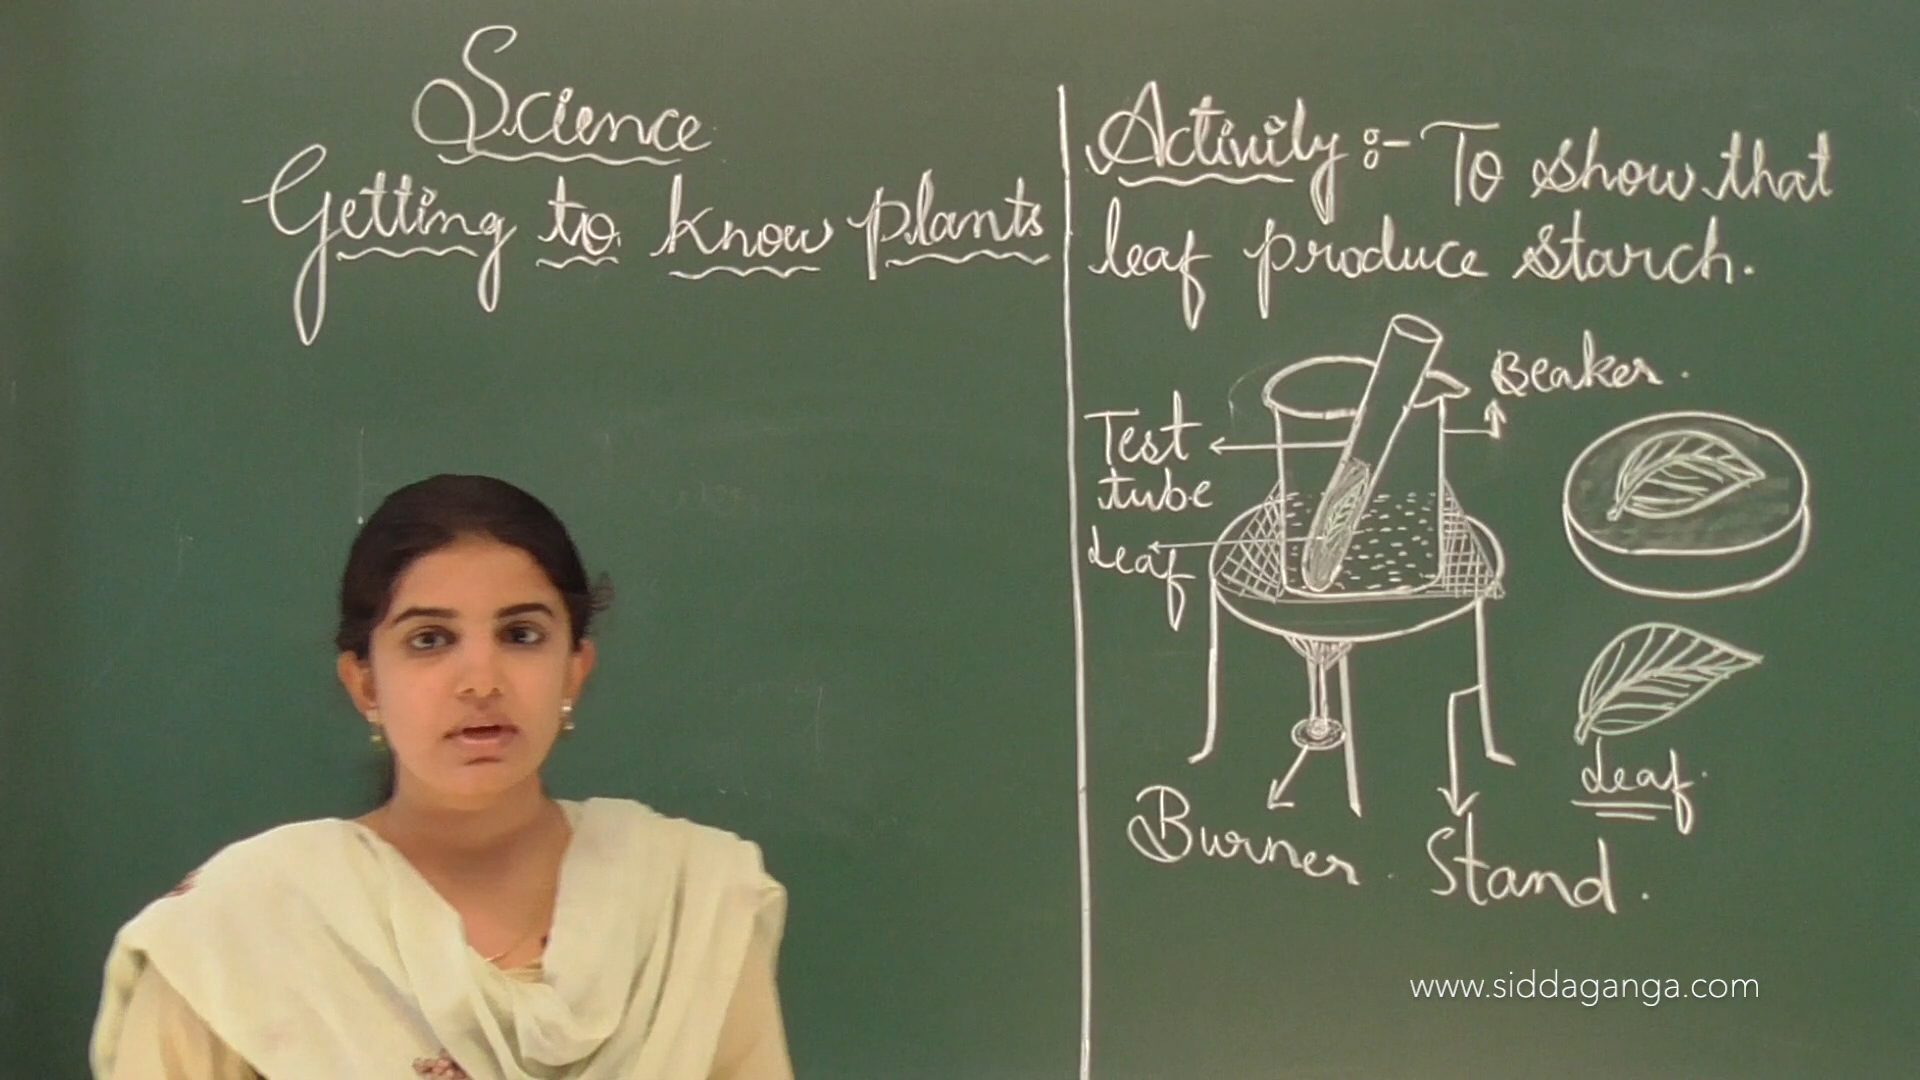 Science
Getting to know plants
Activity :- To show that
leaf produce starch.
Beaker.
Test
tube
Leaf
Burner.
Stand.
Leaf.
www.siddaganga.com